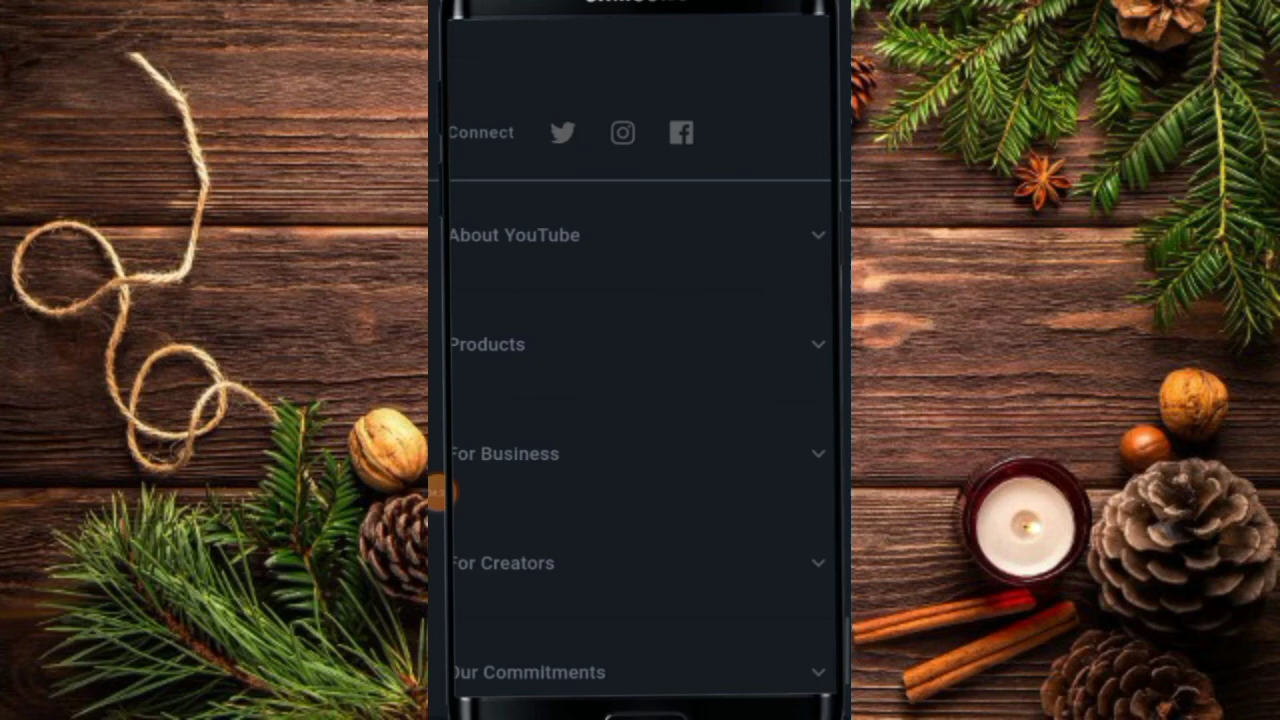 Connect
About YouTube
Products
For Business
For Creators
Our Commitments